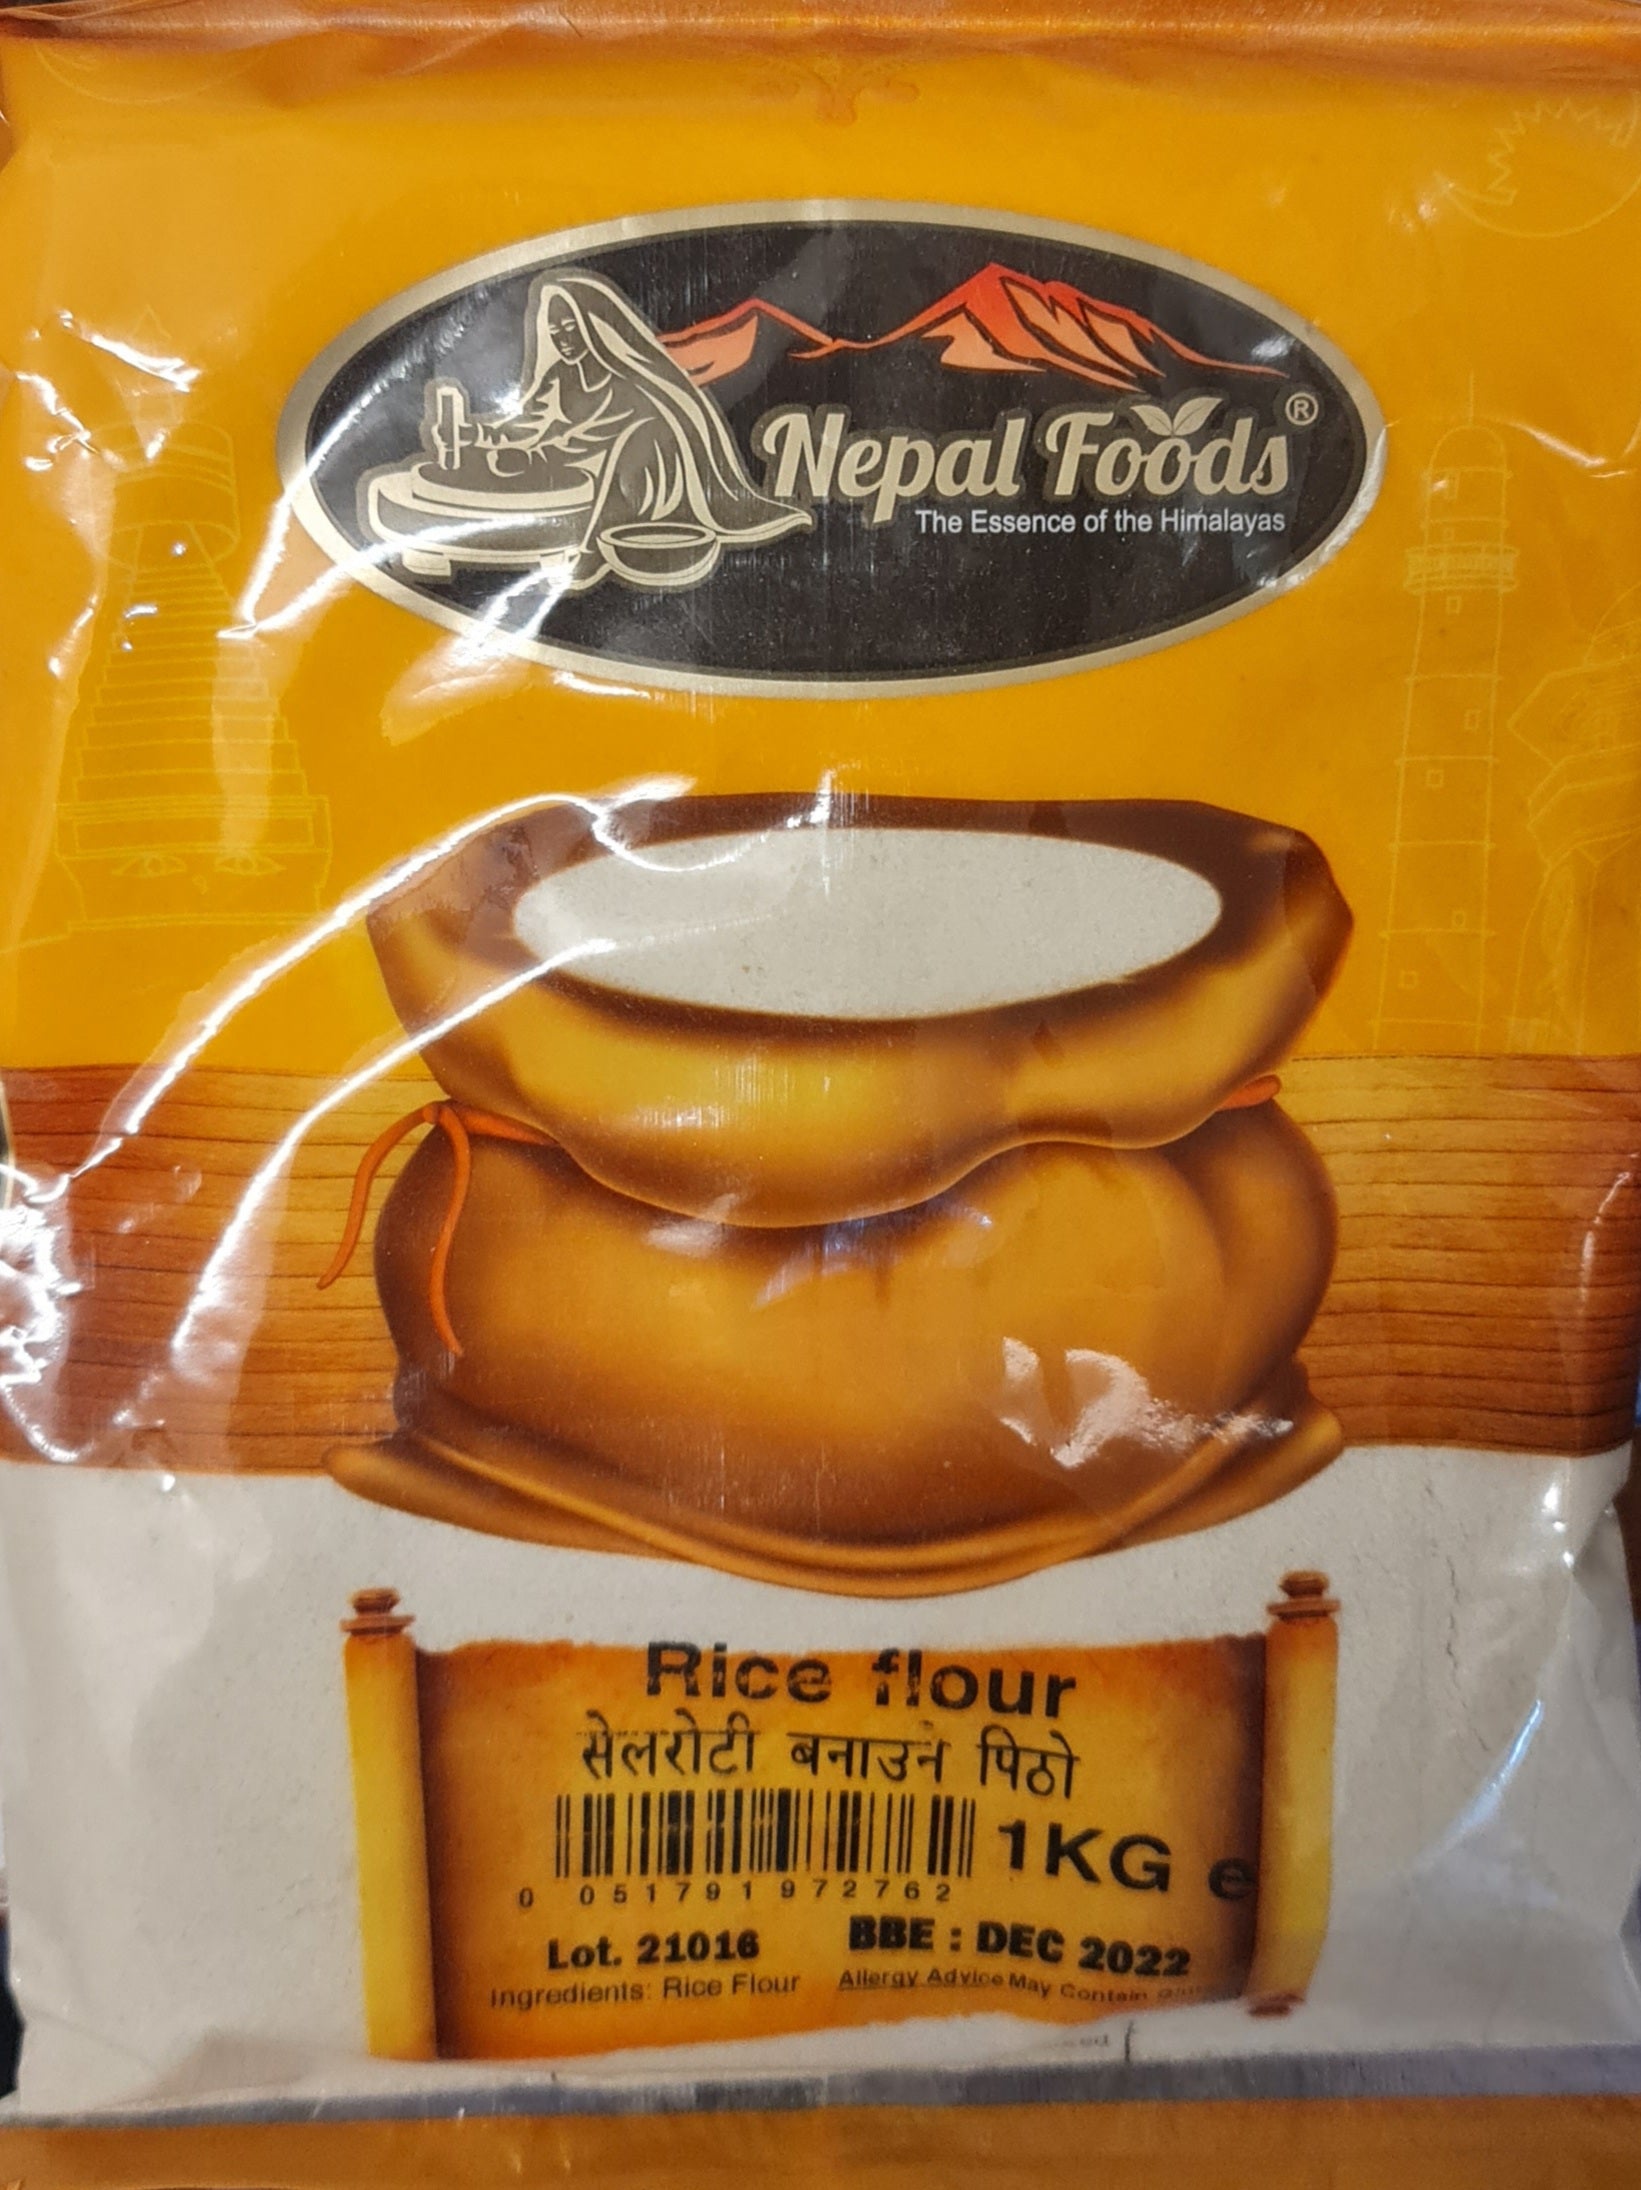 Nepal Foods®
The Essence of the Himalayas
Rice flour
सेलरोटी बनाउन पिठो
1KG e
0 051791 972762
Lot. 21016 BBE : DEC 2022
Ingredients: Rice Flour Allergy Advice May Contain